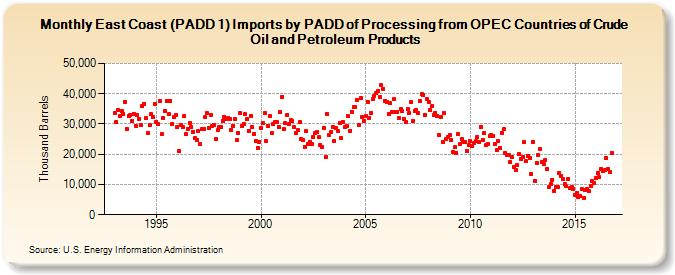 Monthly East Coast (PADD 1) Imports by PADD of Processing from OPEC Countries of Crude
Oil and Petroleum Products
Thousand Barrels
50,000
40,000
30,000
20,000
10,000
0
1995
2000
2005
2010
2015
Source: U.S. Energy Information Administration